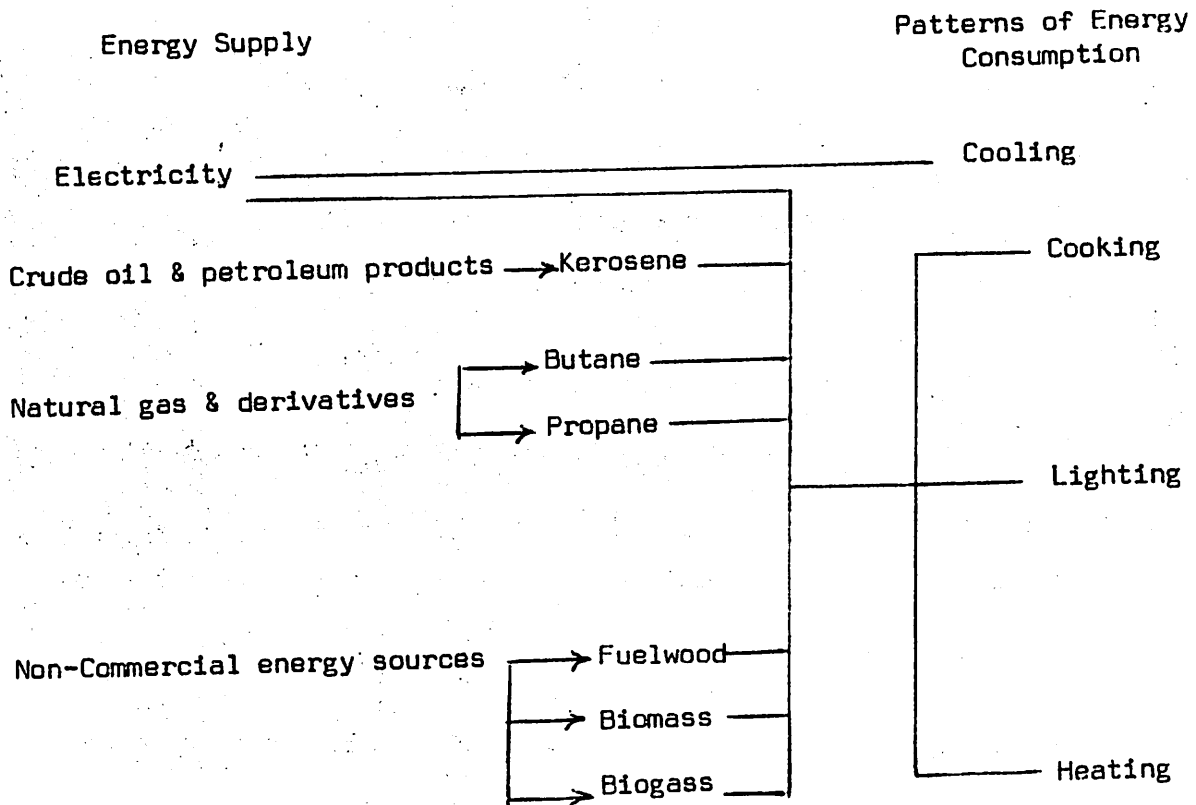 Energy Supply
Patterns of Energy
Consumption
Electricity
Cooling
Crude oil & petroleum products
Kerosene
Cooking
Butane
Natural gas & derivatives
Propane
Lighting
Non-Commercial energy sources
Fuelwood
Biomass
Biogass
Heating